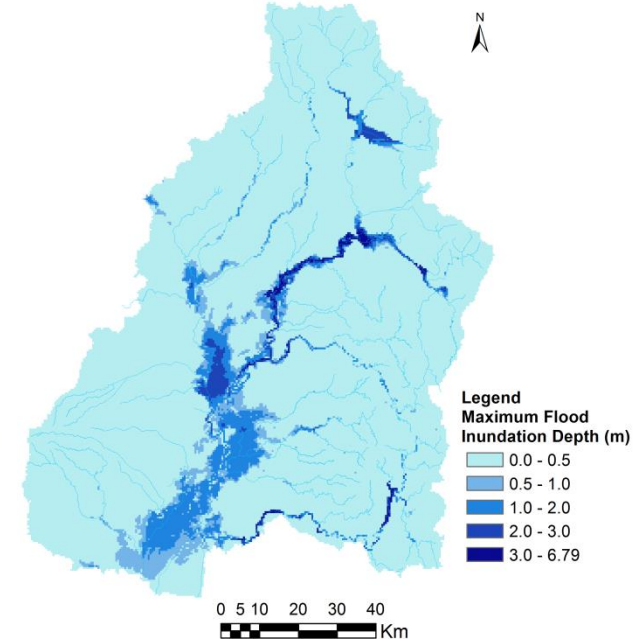 N
Legend
Maximum Flood
Inundation Depth (m)
0.0 - 0.5
0.5 - 1.0
1.0 - 2.0
2.0 - 3.0
3.0 - 6.79
0 5 10 20 30 40
Km